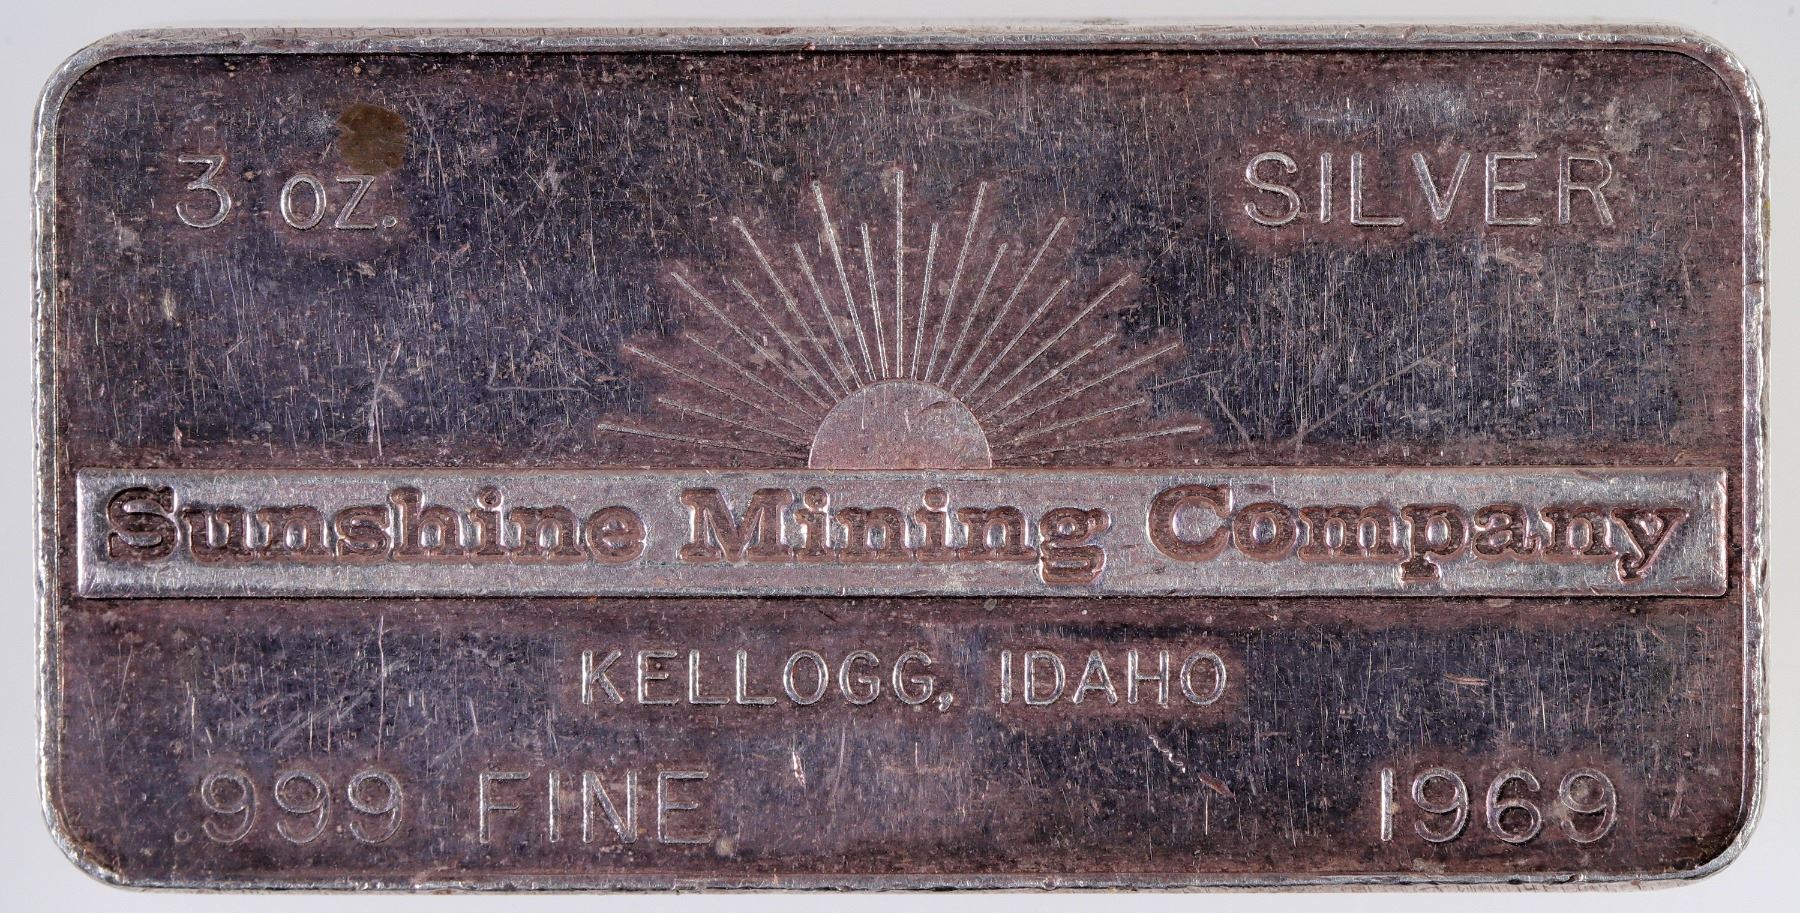 3 oz. SILVER
Sunshine Mining Company
KELLOGG, IDAHO
.999 FINE 1969